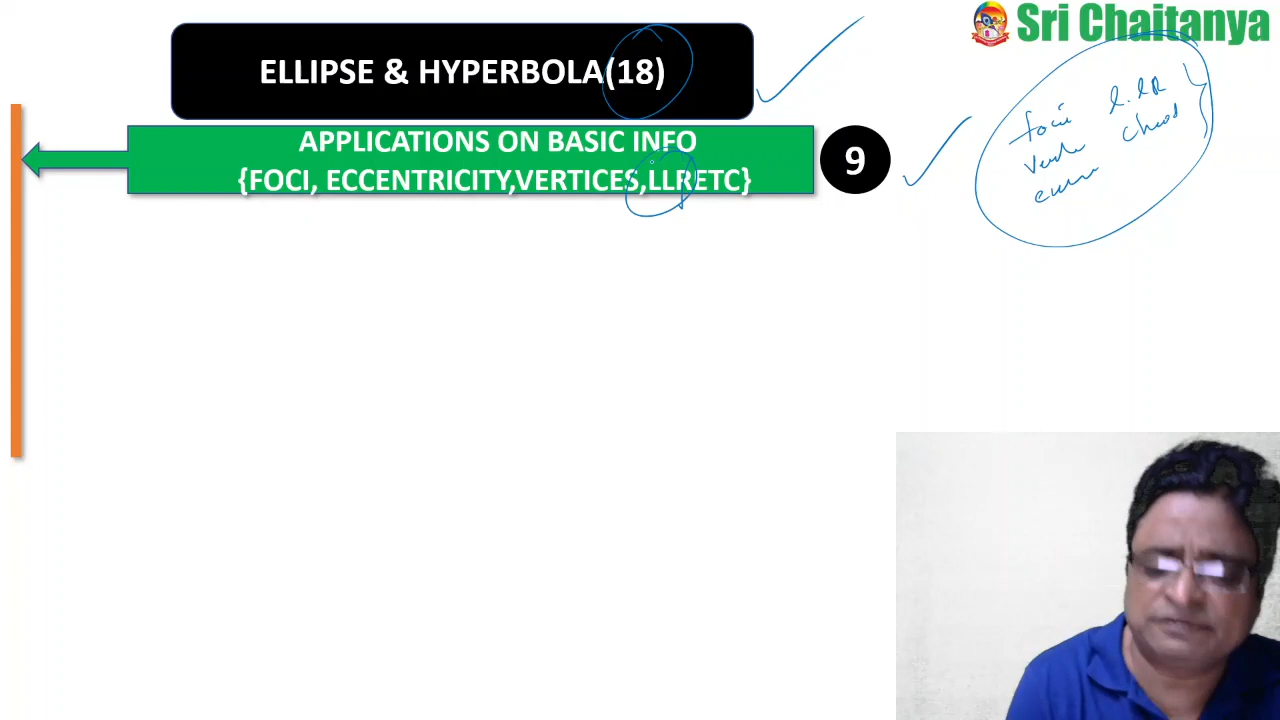 Sri Chaitanya
ELLIPSE & HYPERBOLA(18)
APPLICATIONS ON BASIC INFO
{FOCI, ECCENTRICITY,VERTICES,LLRETC}
9
foci